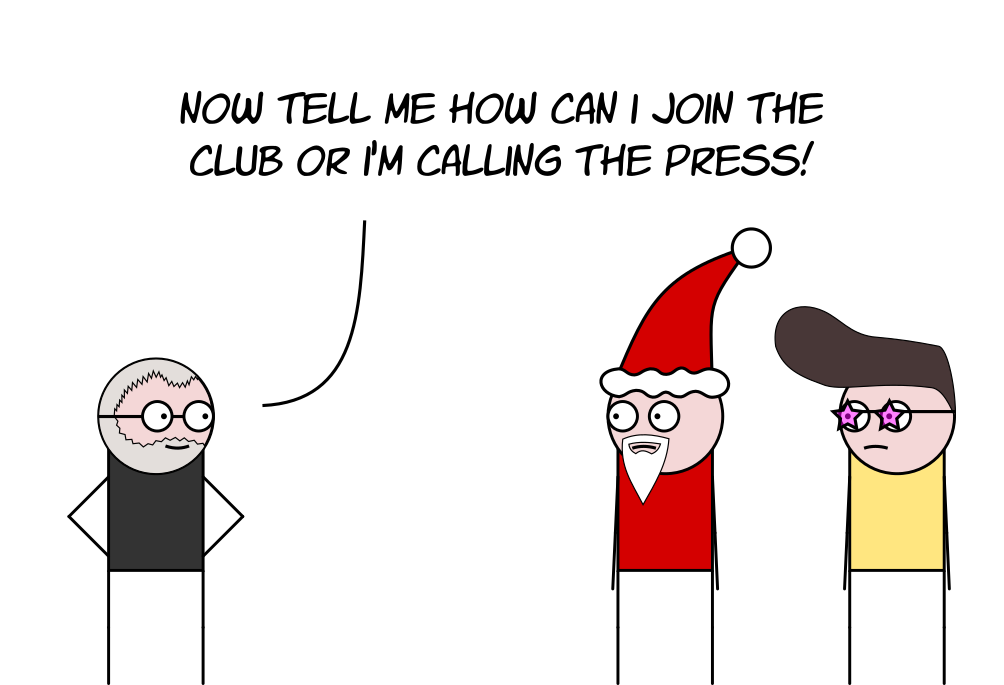 NOW TELL ME HOW CAN I JOIN THE
CLUB OR I'M CALLING THE PRESS!